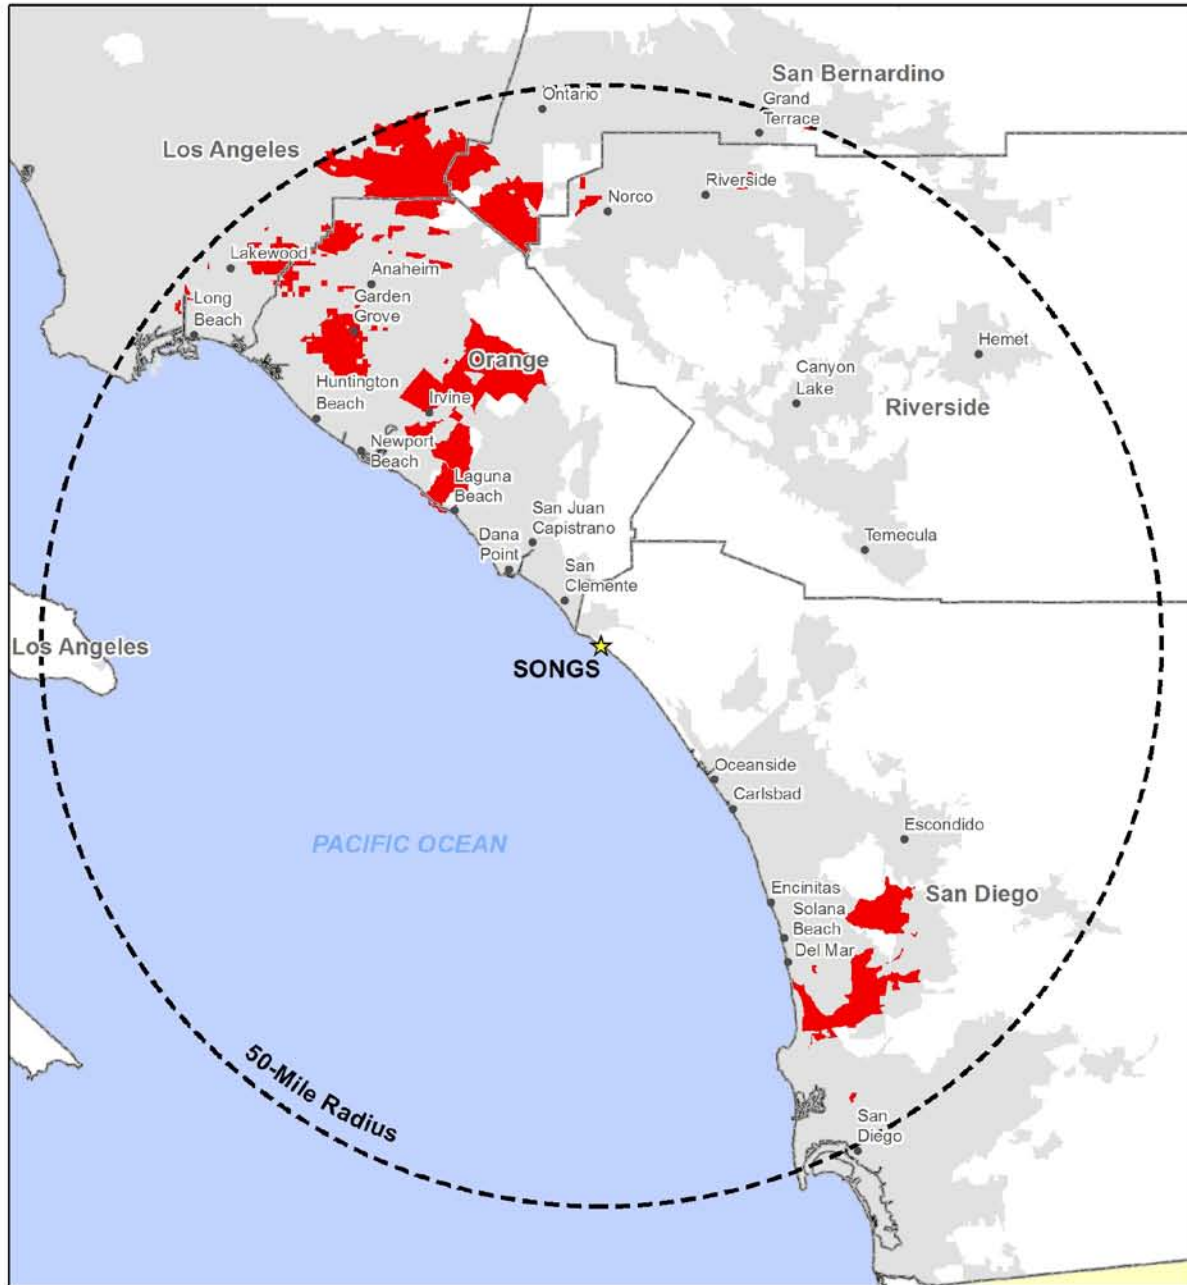 San Bernardino
Ontario
Grand
Terrace
Los Angeles
Norco
Riverside
Lakewood
Anaheim
Long
Beach
Garden
Grove
Hemet
Orange
Canyon
Lake
Huntington
Beach
Irvine
Riverside
Newport
Beach
Laguna
Beach
San Juan
Capistrano
Dana
Point
Temecula
San
Clemente
Los Angeles
SONGS
Oceanside
Carlsbad
PACIFIC OCEAN
Escondido
Encinitas
San Diego
Solana
Beach
Del Mar
50-Mile Radius
San
Diego